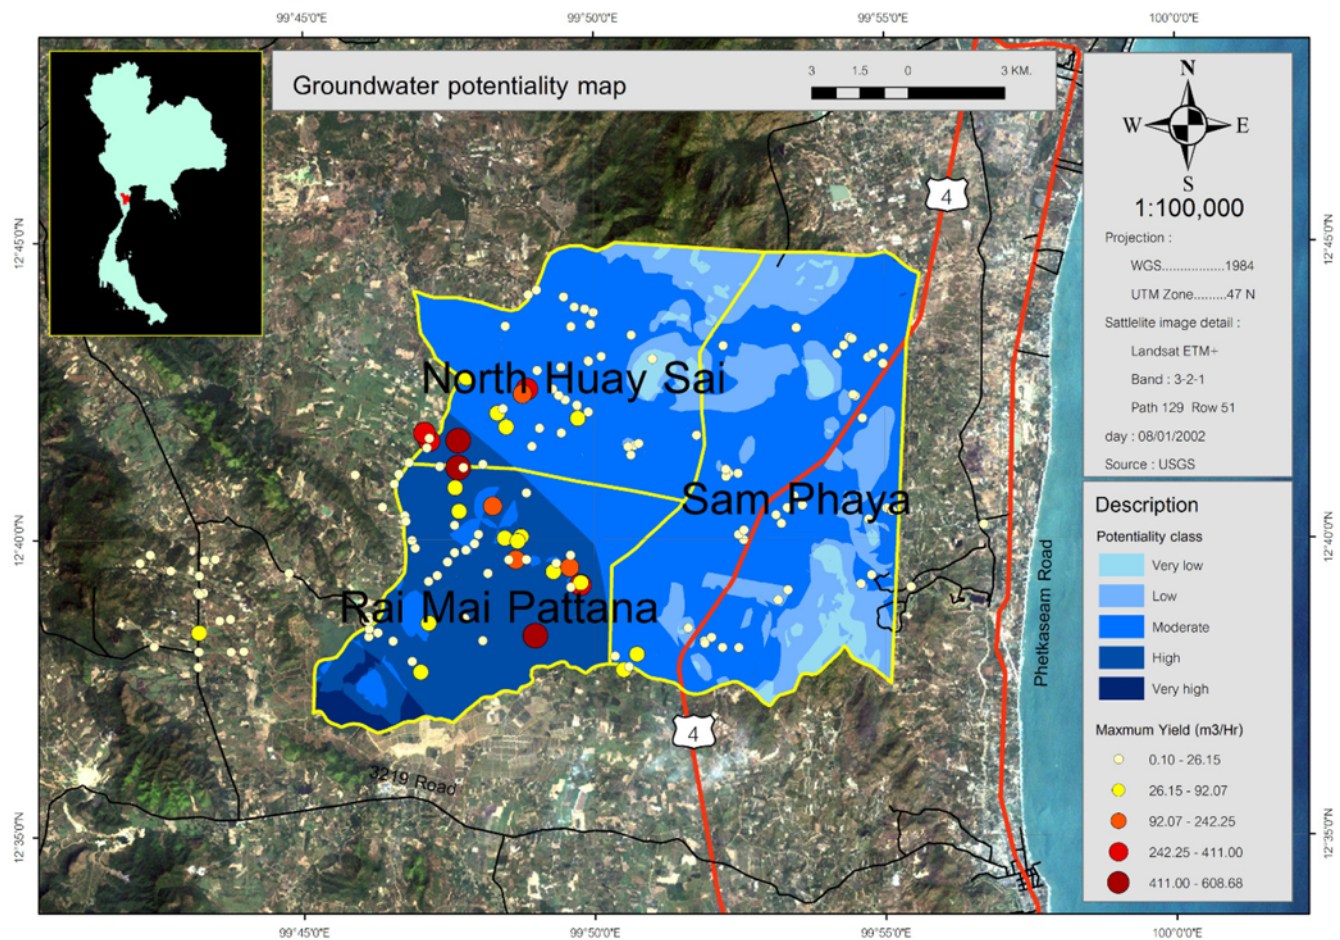 99°45'0"E 99°50'0"E 99°55'0"E 100°0'0"E
Groundwater potentiality map
3 1.5 0 3 KM.
N
W E
S
1:100,000
Projection :
WGS.................1984
UTM Zone.........47 N
Sattlelite image detail :
Landsat ETM+
Band : 3-2-1
Path 129 Row 51
day : 08/01/2002
Source : USGS
4
12°45'0"N 12°45'0"N
North Huay Sai
Sam Phaya
12°40'0"N 12°40'0"N
Rai Mai Pattana
Phetkaseam Road
4
3219 Road
12°35'0"N 12°35'0"N
Description
Potentiality class
Very low
Low
Moderate
High
Very high
Maxmum Yield (m3/Hr)
0.10 - 26.15
26.15 - 92.07
92.07 - 242.25
242.25 - 411.00
411.00 - 608.68
99°45'0"E 99°50'0"E 99°55'0"E 100°0'0"E